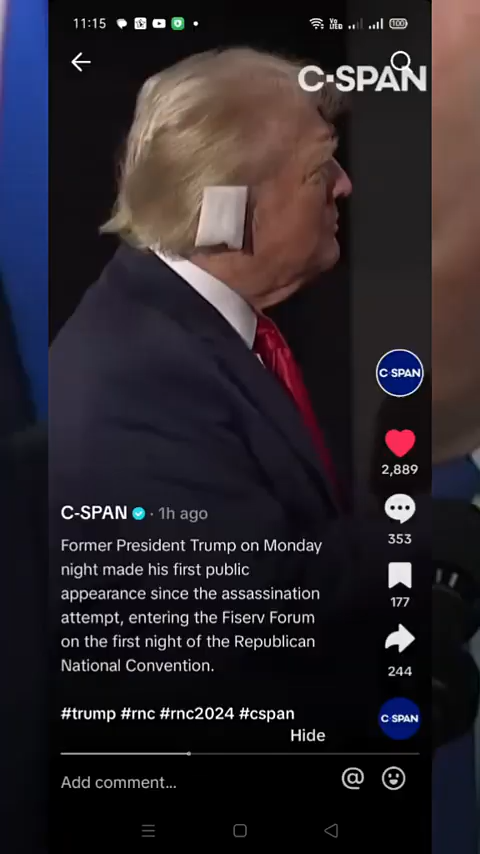 11:15
C·SPAN
C·SPAN
2,889
353
177
244
C-SPAN · 1h ago
Former President Trump on Monday
night made his first public
appearance since the assassination
attempt, entering the Fiserv Forum
on the first night of the Republican
National Convention.
#trump #rnc #rnc2024 #cspan
C·SPAN
Hide
Add comment...